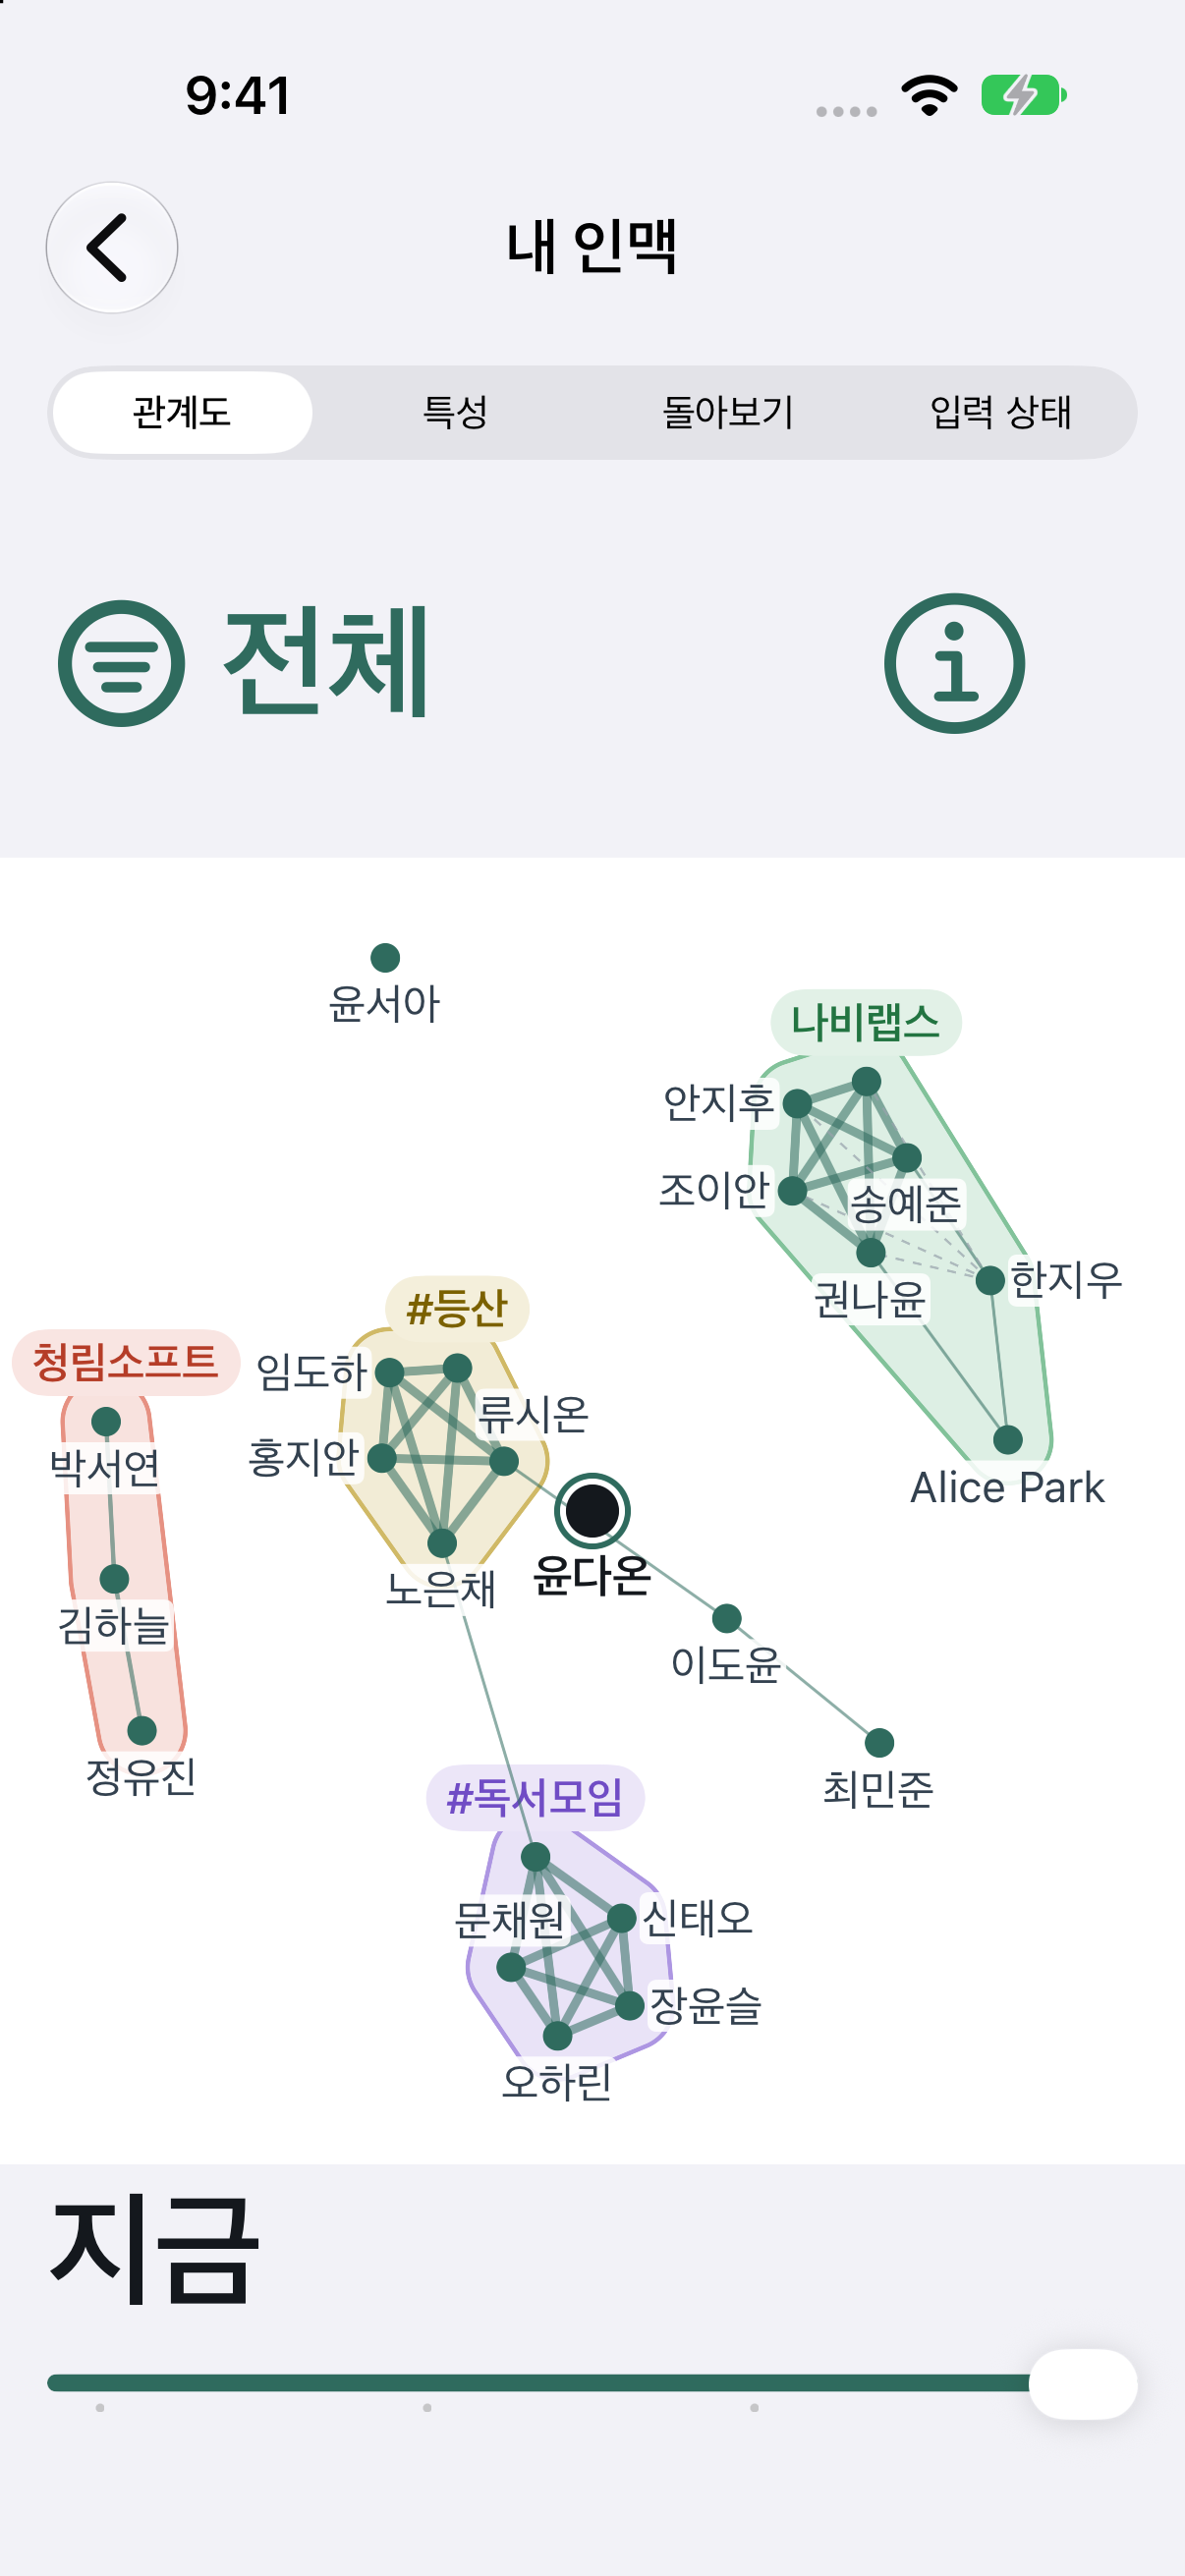 9:41
내 인맥
관계도 특성 돌아보기 입력 상태
전체
윤서아
나비랩스
안지후
조이안
송예준
한지우
권나윤
#등산
청림소프트
임도하
류시온
홍지안
박서연
Alice Park
윤다온
노은채
김하늘
이도윤
정유진
최민준
#독서모임
문채원
신태오
장윤슬
오하린
지금